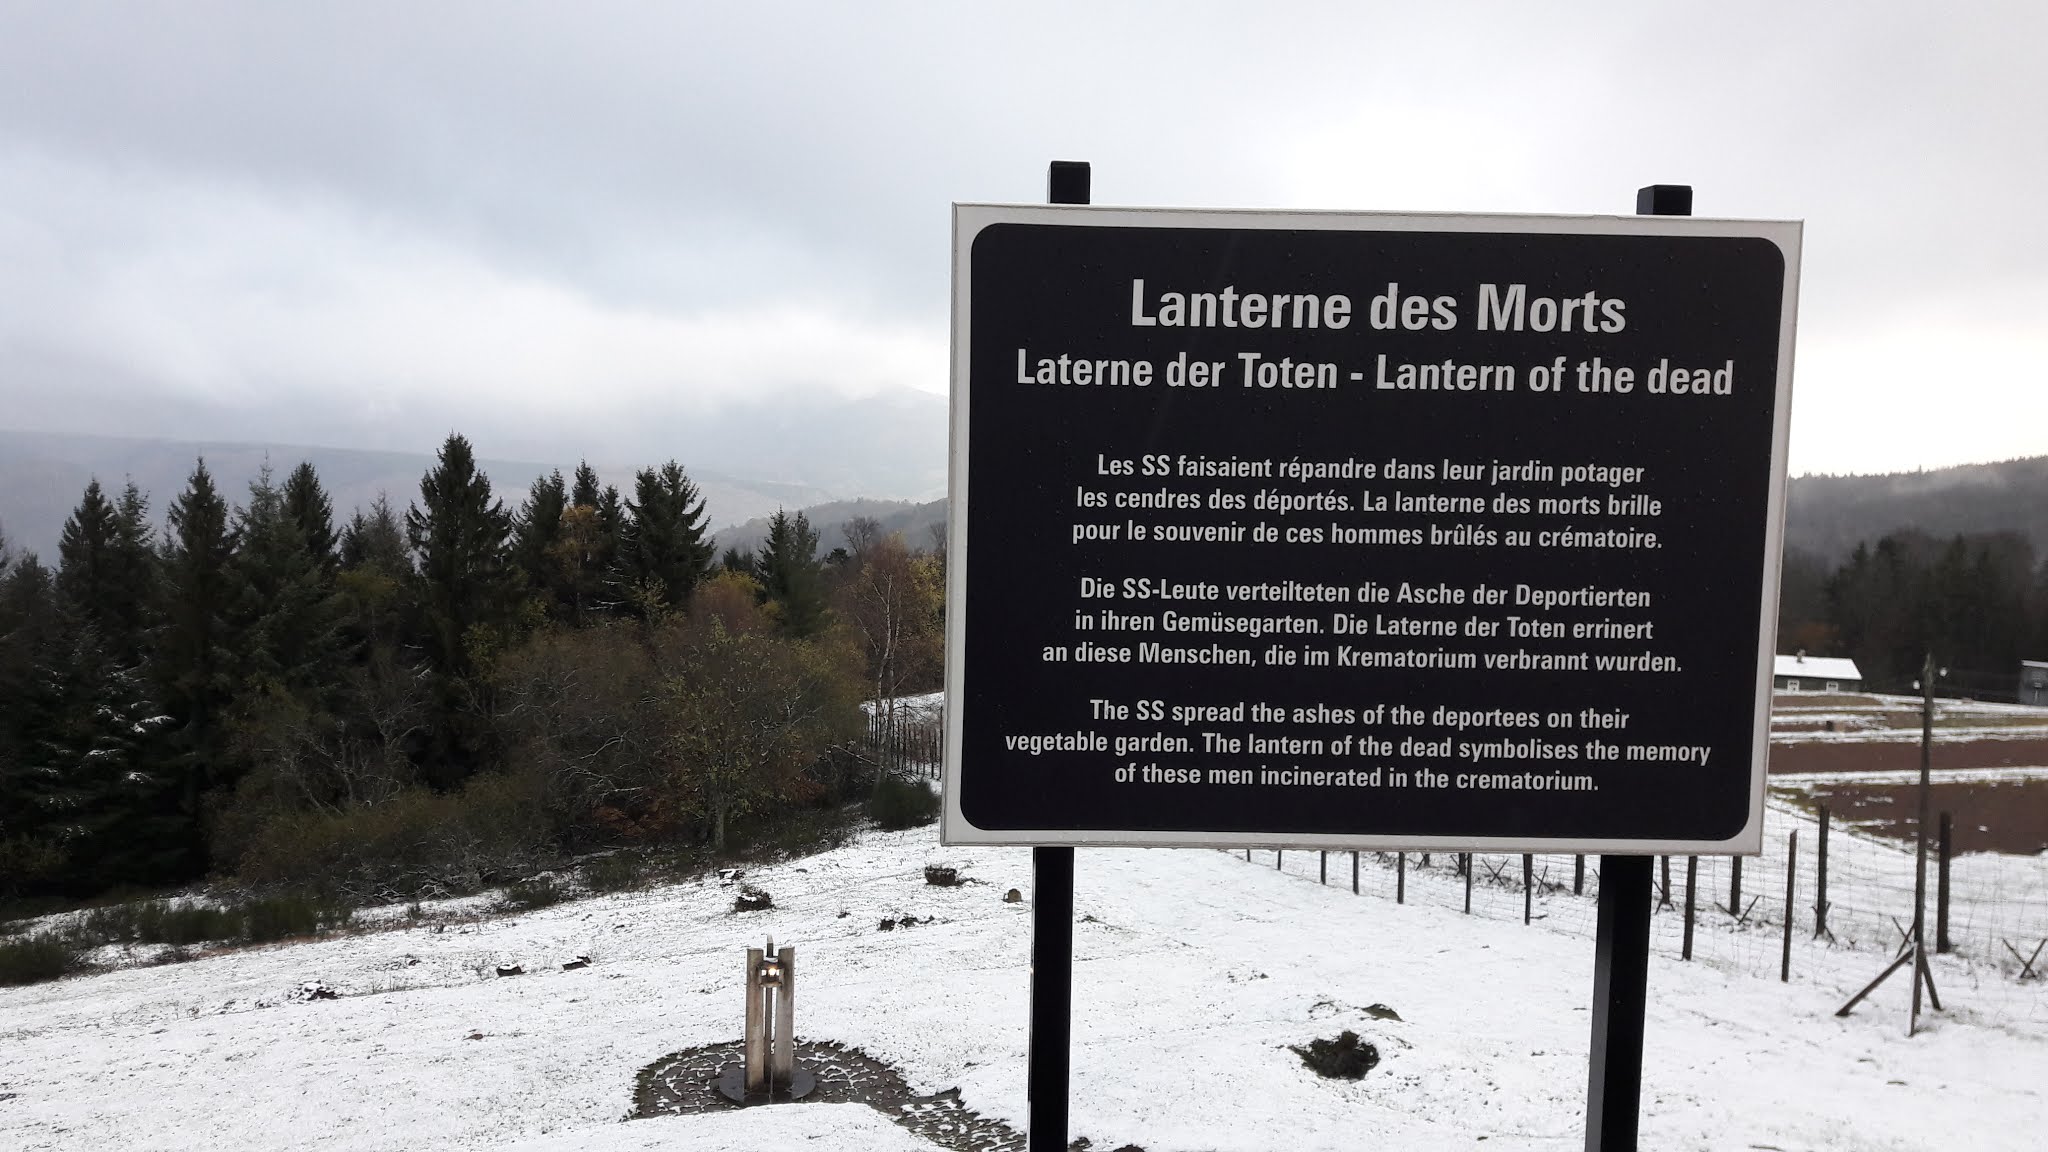 Lanterne des Morts
Laterne der Toten - Lantern of the dead
Les SS faisaient répandre dans leur jardin potager
les cendres des déportés. La lanterne des morts brille
pour le souvenir de ces hommes brûlés au crématoire.
Die SS-Leute verteilteten die Asche der Deportierten
in ihren Gemüsegarten. Die Laterne der Toten errinert
an diese Menschen, die im Krematorium verbrannt wurden.
The SS spread the ashes of the deportees on their
vegetable garden. The lantern of the dead symbolises the memory
of these men incinerated in the crematorium.